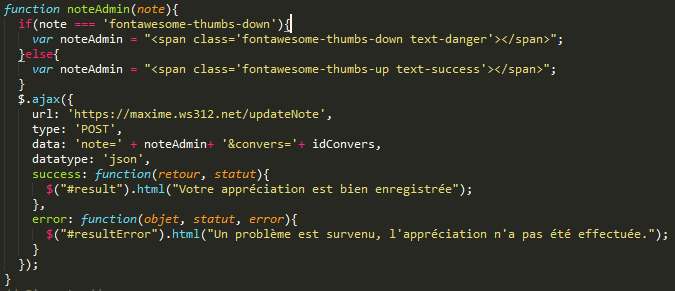 function noteAdmin(note){
if(note === 'fontawesome-thumbs-down'){
var noteAdmin = "<span class='fontawesome-thumbs-down text-danger'></span>";
}else{
var noteAdmin = "<span class='fontawesome-thumbs-up text-success'></span>";
}
$.ajax({
url: 'https://maxime.ws312.net/updateNote',
type: 'POST',
data: 'note=' + noteAdmin+ '&convers='+ idConvers,
datatype: 'json',
success: function(retour, statut){
$("#result").html("Votre appréciation est bien enregistrée");
},
error: function(objet, statut, error){
$("#resultError").html("Un problème est survenu, l'appréciation n'a pas été effectuée.");
}
});
}